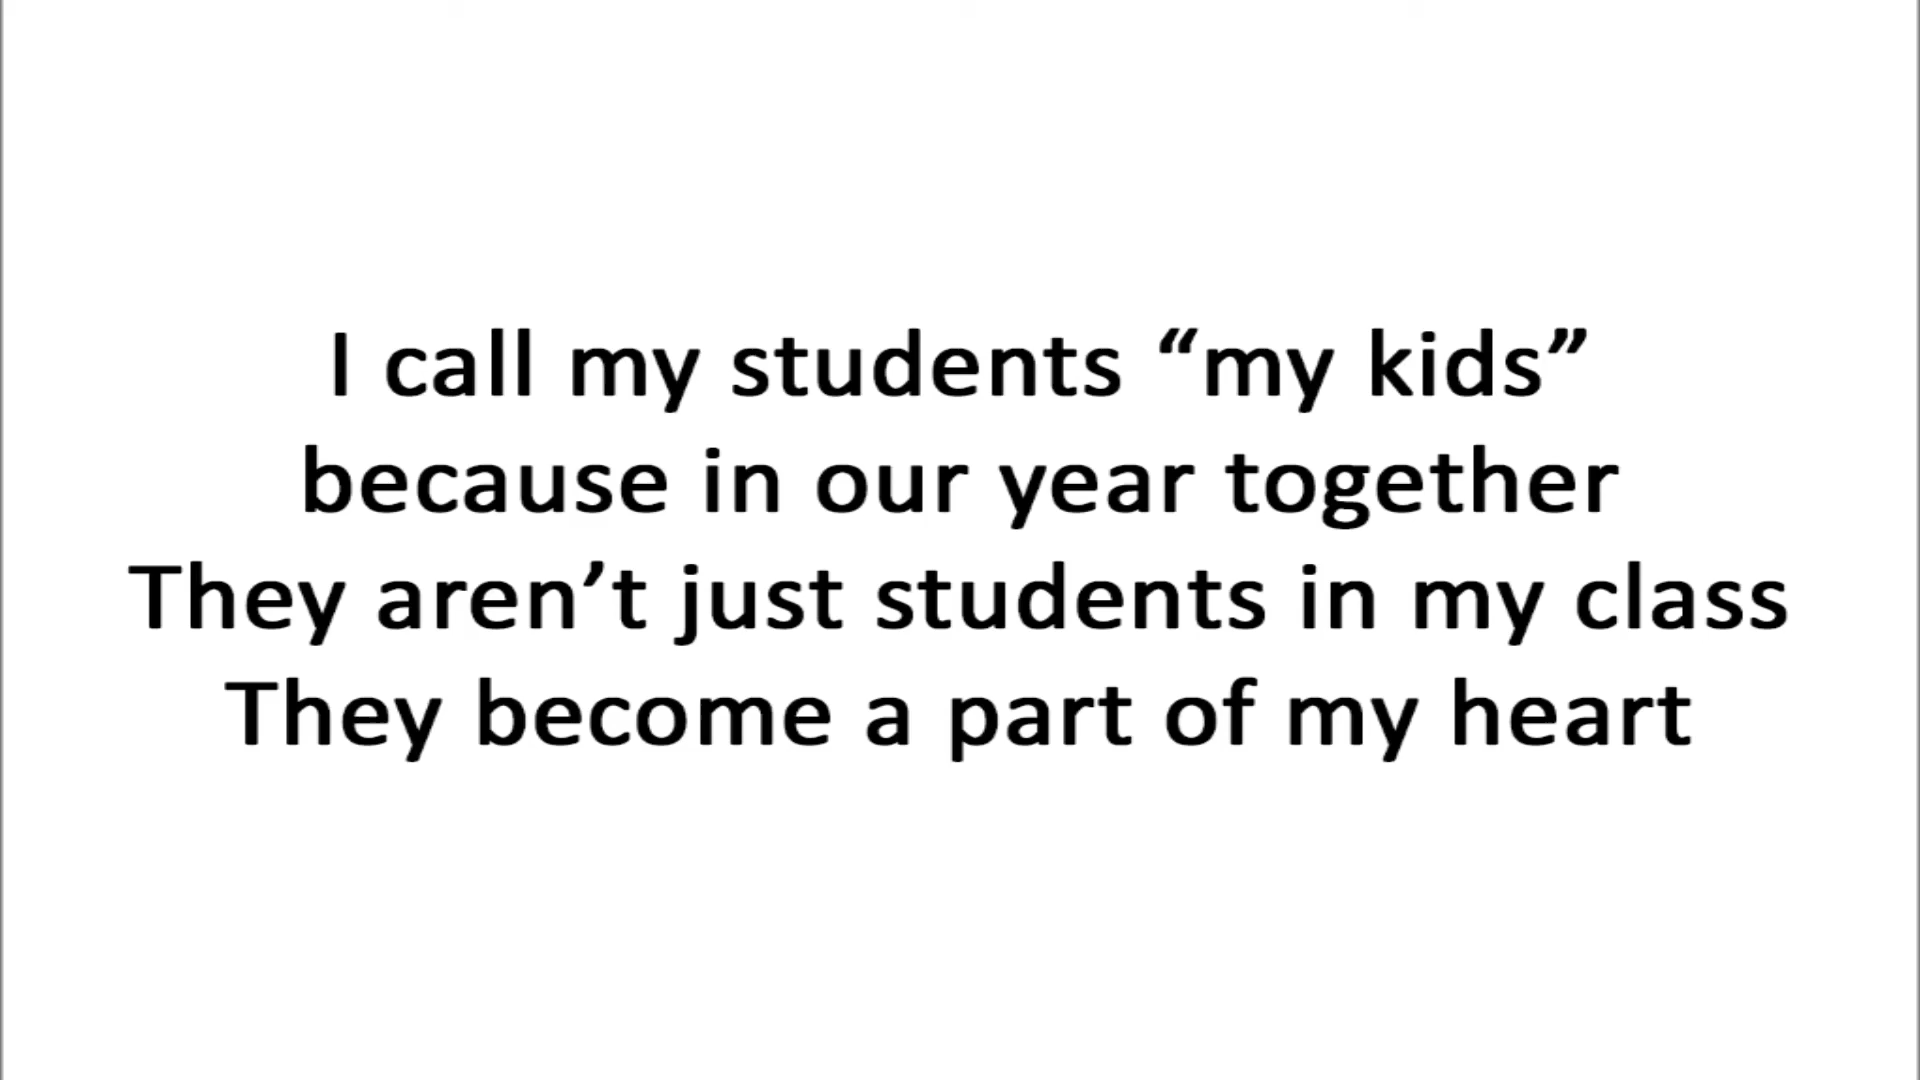 I call my students “my kids”
because in our year together
They aren’t just students in my class
They become a part of my heart